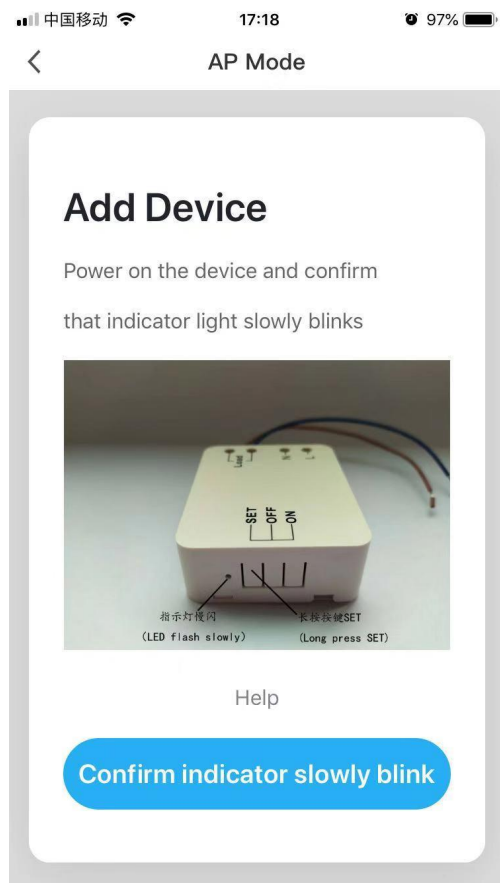 中国移动 17:18 97%
AP Mode
Add Device
Power on the device and confirm
that indicator light slowly blinks
Load N L
SET
OFF
ON
指示灯慢闪 长按按键SET
(LED flash slowly) (Long press SET)
Help
Confirm indicator slowly blink